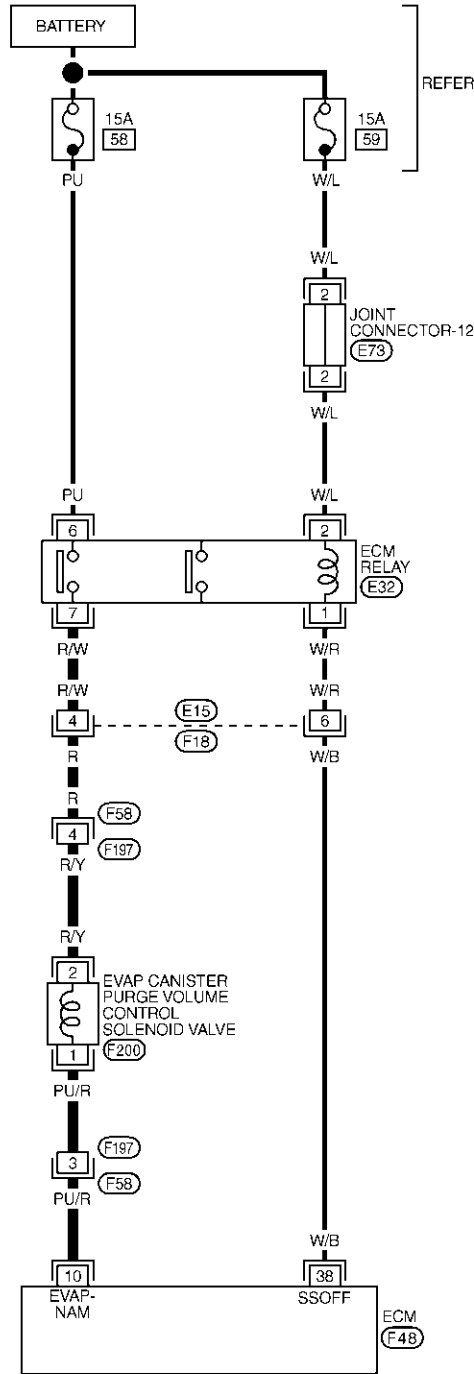 BATTERY
REFER
15A
58
15A
59
PU
W/L
W/L
2
JOINT
CONNECTOR-12
E73
2
W/L
PU
W/L
6
2
ECM
RELAY
E32
7
1
R/W
W/R
R/W
W/R
4
E15
6
F18
R
W/B
R
F58
4
F197
R/Y
R/Y
2
EVAP CANISTER
PURGE VOLUME
CONTROL
SOLENOID VALVE
F200
1
PU/R
F197
3
F58
PU/R
W/B
10
38
EVAP-
NAM
SSOFF
ECM
F48